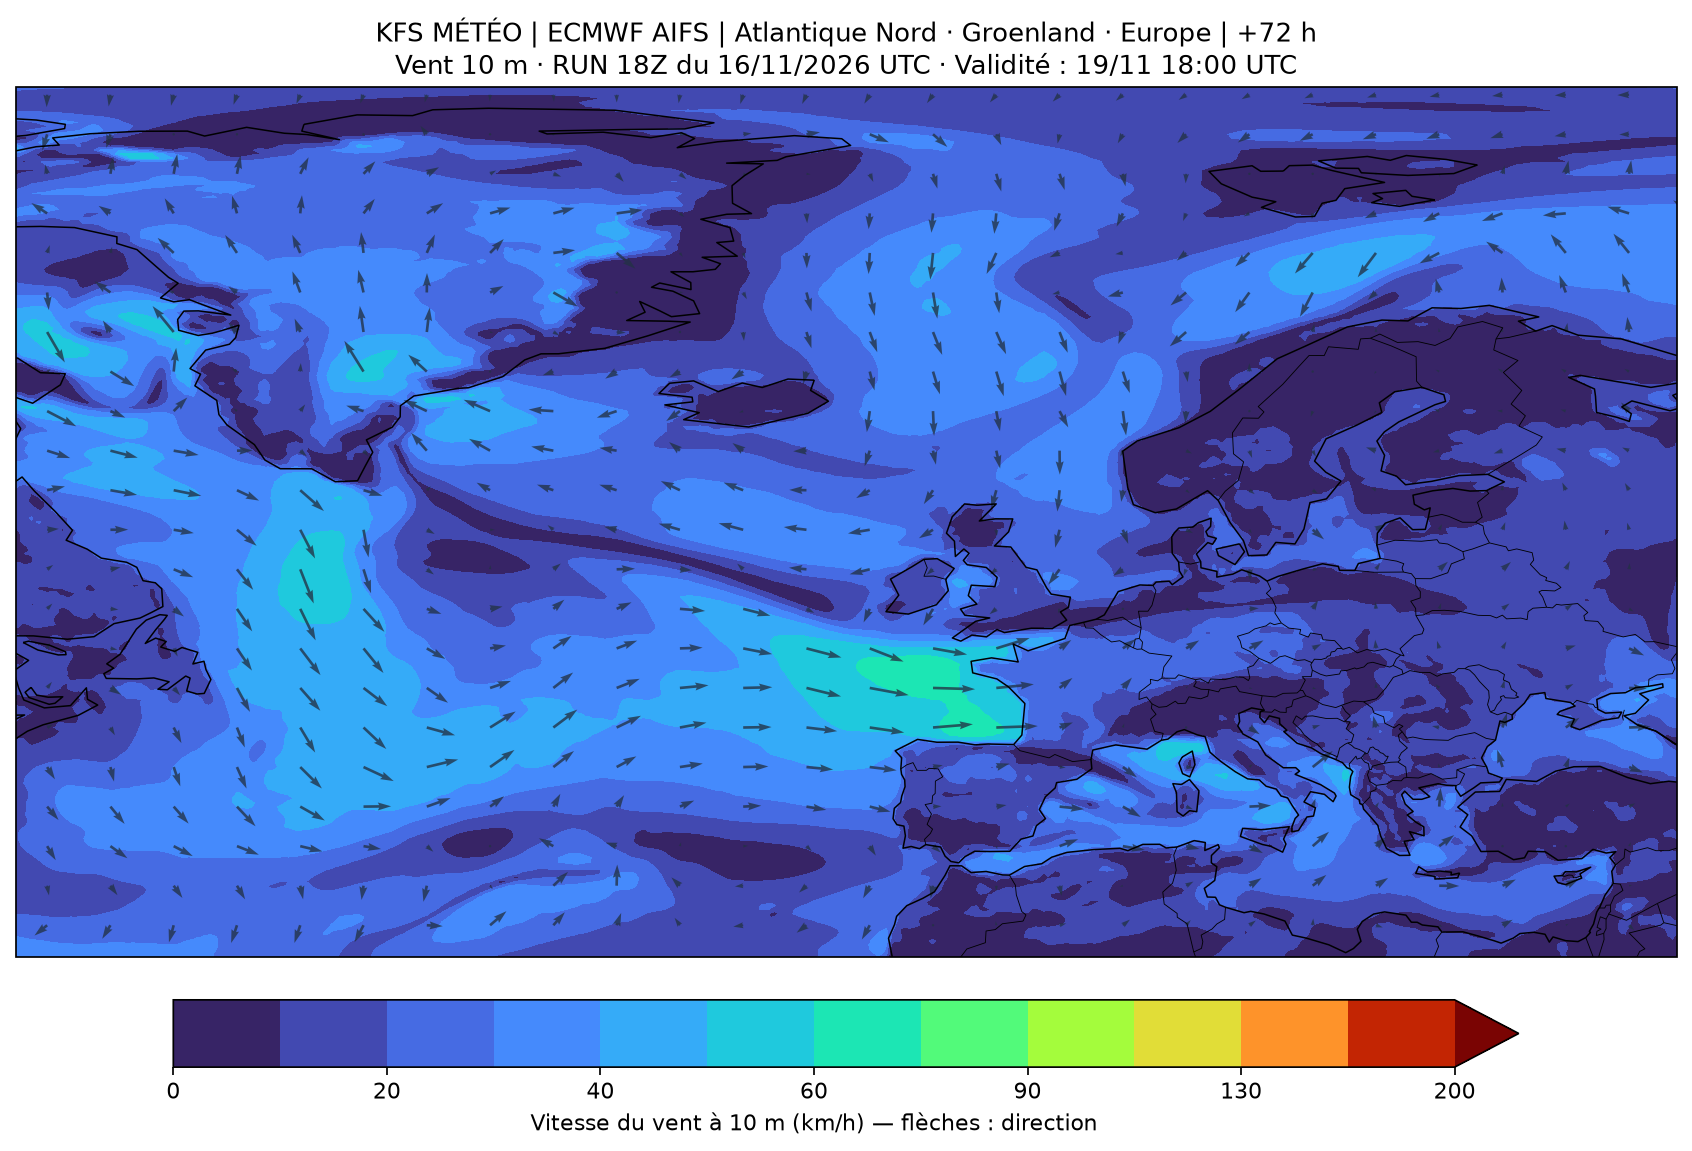 KFS MÉTÉO | ECMWF AIFS | Atlantique Nord · Groenland · Europe | +72 h
Vent 10 m · RUN 18Z du 16/11/2026 UTC · Validité : 19/11 18:00 UTC
0 20 40 60 90 130 200
Vitesse du vent à 10 m (km/h) — flèches : direction